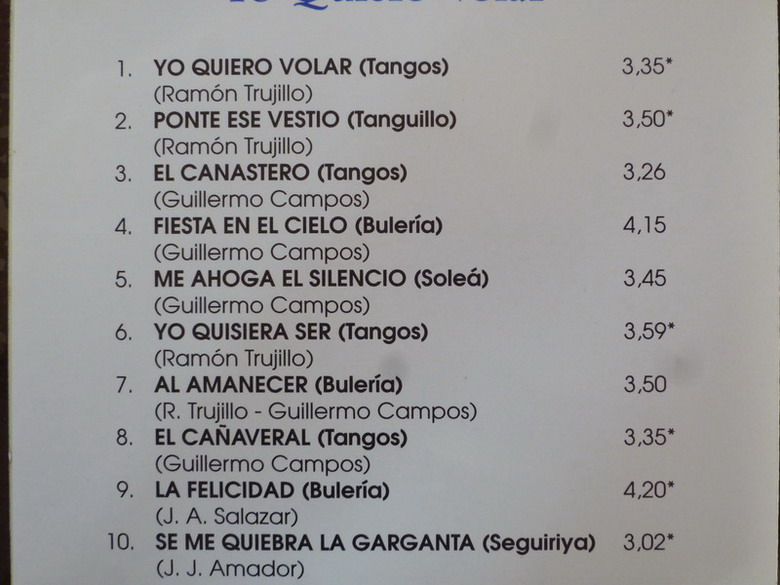 Yo Quiero Volar
1. YO QUIERO VOLAR (Tangos) 3,35*
(Ramón Trujillo)
2. PONTE ESE VESTIO (Tanguillo) 3,50*
(Ramón Trujillo)
3. EL CANASTERO (Tangos) 3,26
(Guillermo Campos)
4. FIESTA EN EL CIELO (Bulería) 4,15
(Guillermo Campos)
5. ME AHOGA EL SILENCIO (Soleá) 3,45
(Guillermo Campos)
6. YO QUISIERA SER (Tangos) 3,59*
(Ramón Trujillo)
7. AL AMANECER (Bulería) 3,50
(R. Trujillo - Guillermo Campos)
8. EL CAÑAVERAL (Tangos) 3,35*
(Guillermo Campos)
9. LA FELICIDAD (Bulería) 4,20*
(J. A. Salazar)
10. SE ME QUIEBRA LA GARGANTA (Seguiriya) 3,02*
(J. J. Amador)